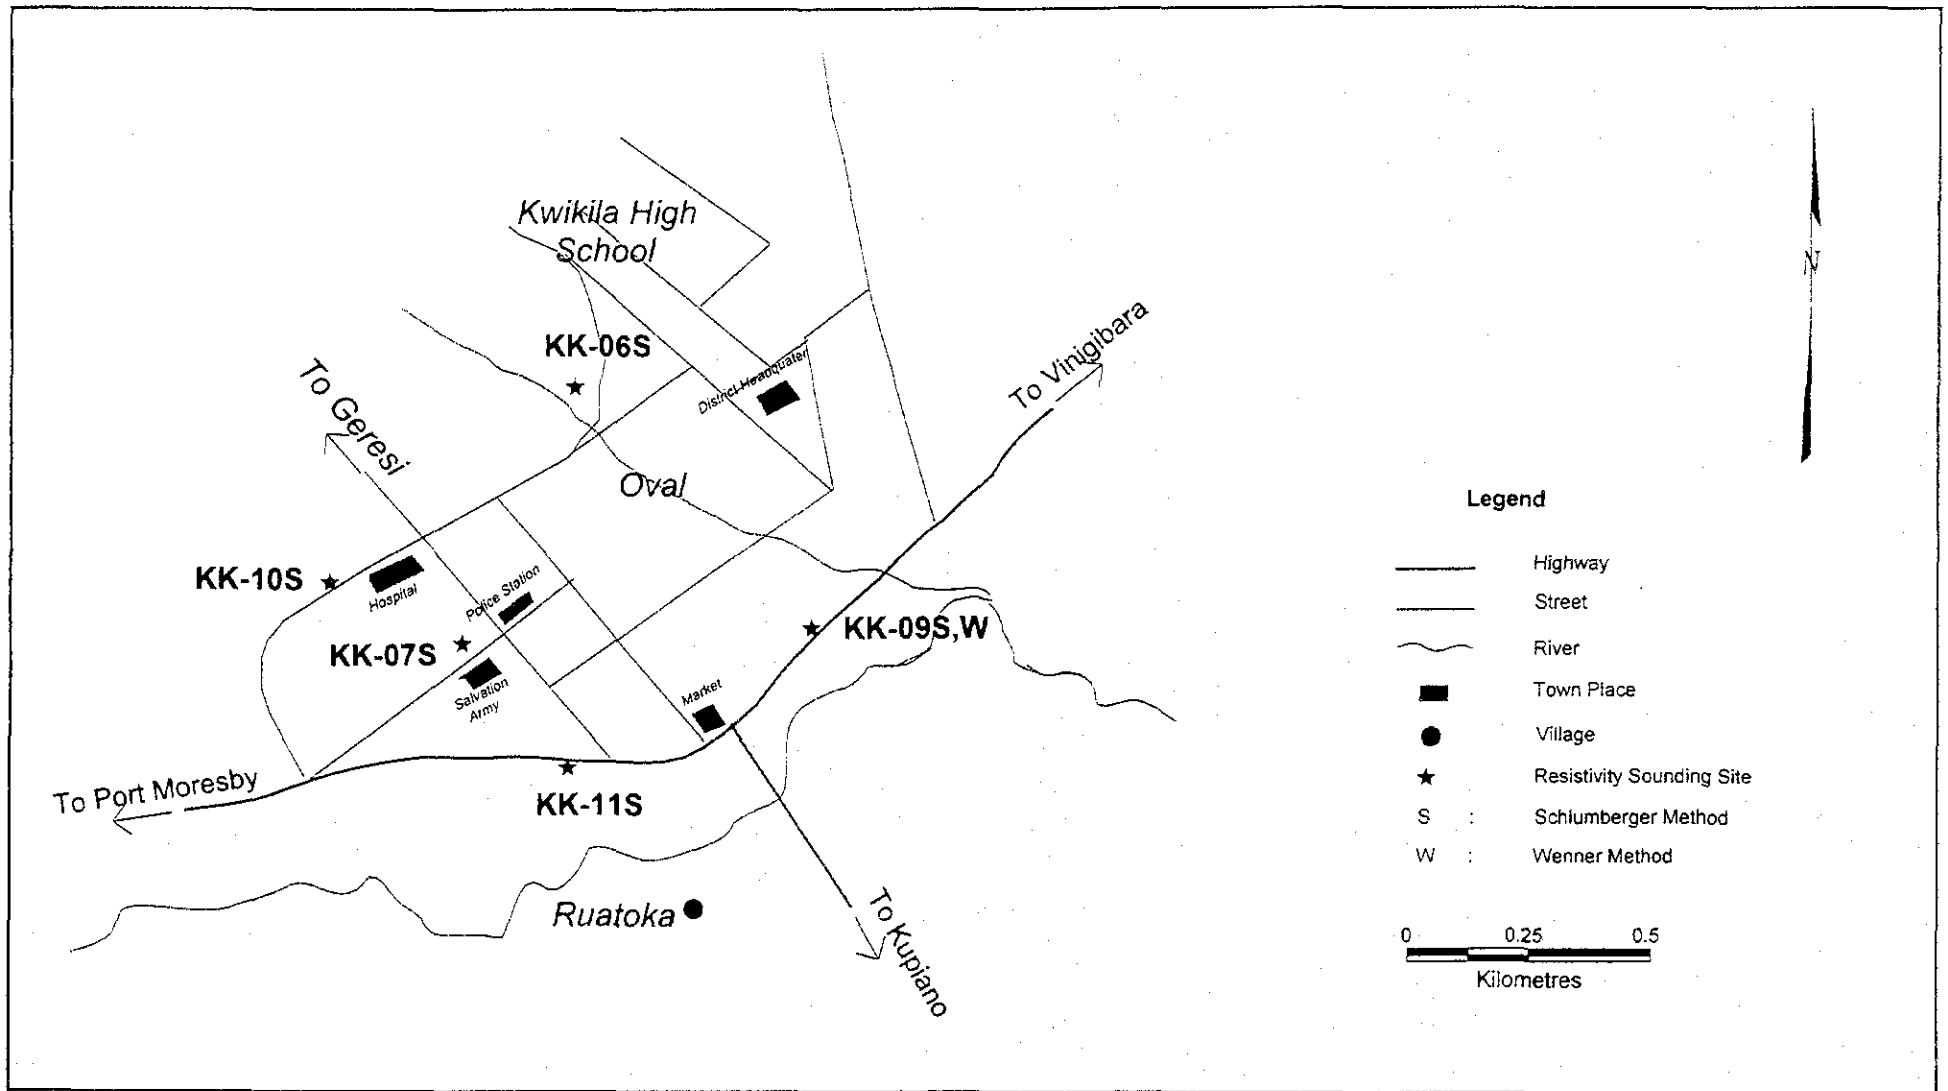 Kwikila High
School
KK-06S
District Headquater
To Vinigibara
To Geresi
Oval
N
KK-10S
Hospital
Police Station
KK-07S
Salvation
Army
KK-09S,W
Market
To Port Moresby
KK-11S
Ruatoka
To Kupiano
Legend
Highway
Street
River
Town Place
Village
Resistivity Sounding Site
S : Schlumberger Method
W : Wenner Method
0 0.25 0.5
Kilometres